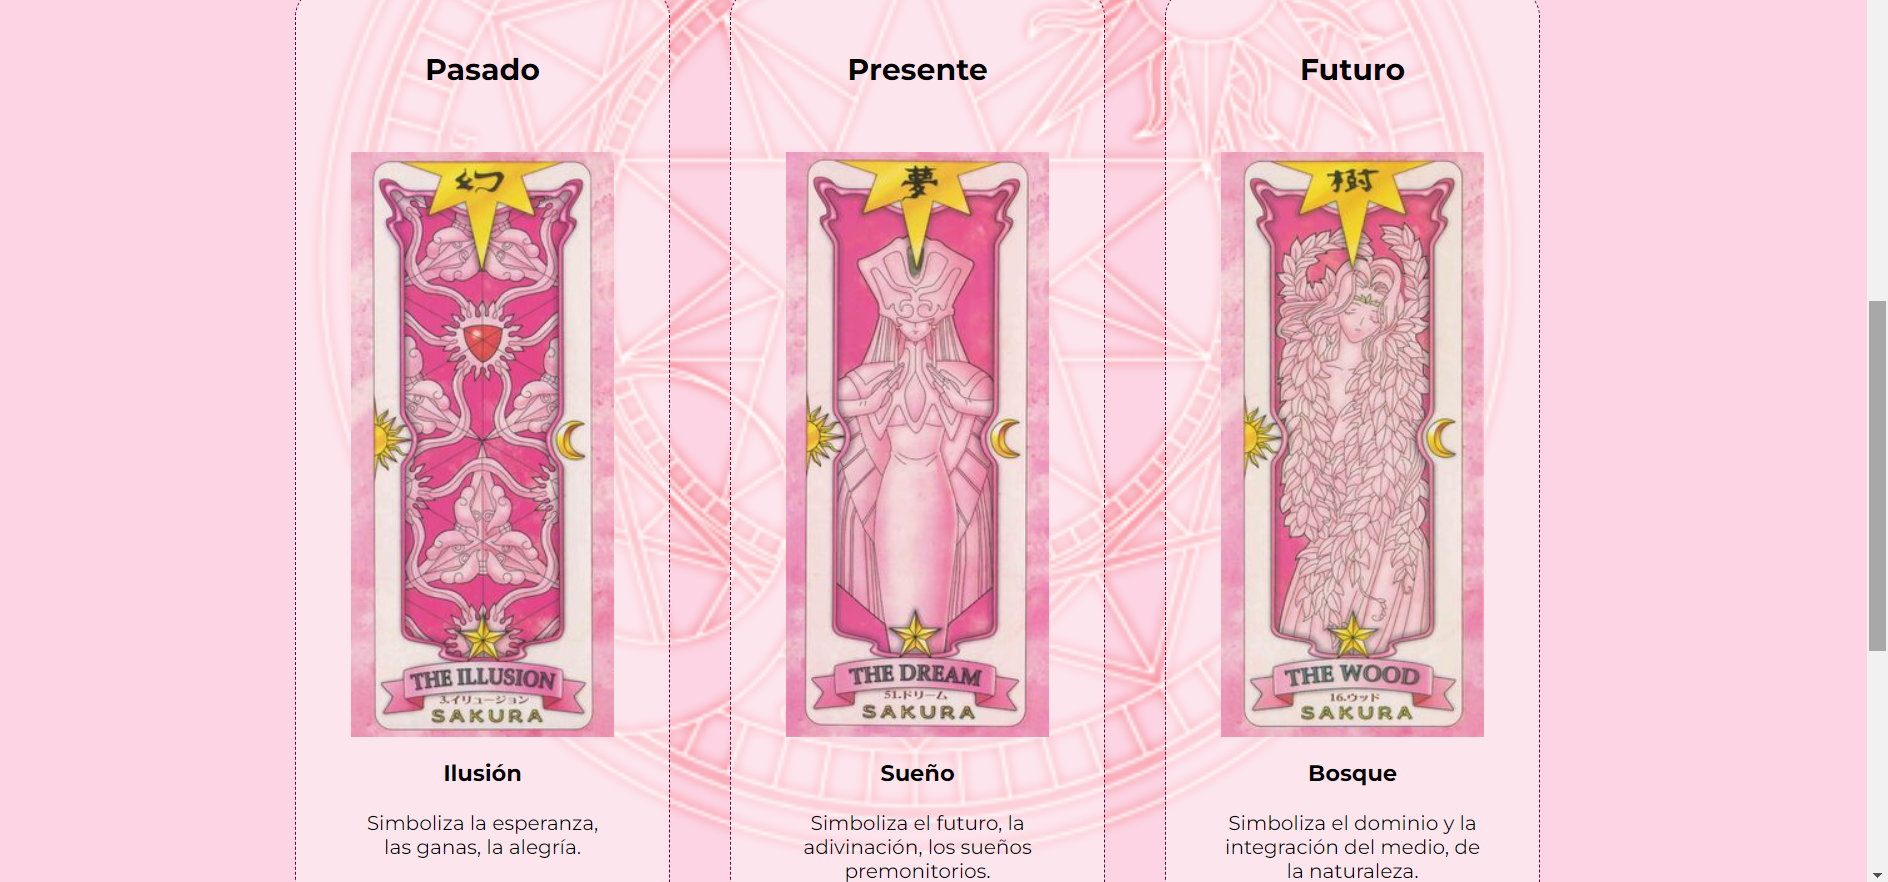 Pasado
幻
THE ILLUSION
3.イリュージョン
SAKURA
Ilusión
Simboliza la esperanza,
las ganas, la alegría.
Presente
夢
THE DREAM
51.ドリーム
SAKURA
Sueño
Simboliza el futuro, la
adivinación, los sueños
premonitorios.
Futuro
樹
THE WOOD
16.ウッド
SAKURA
Bosque
Simboliza el dominio y la
integración del medio, de
la naturaleza.